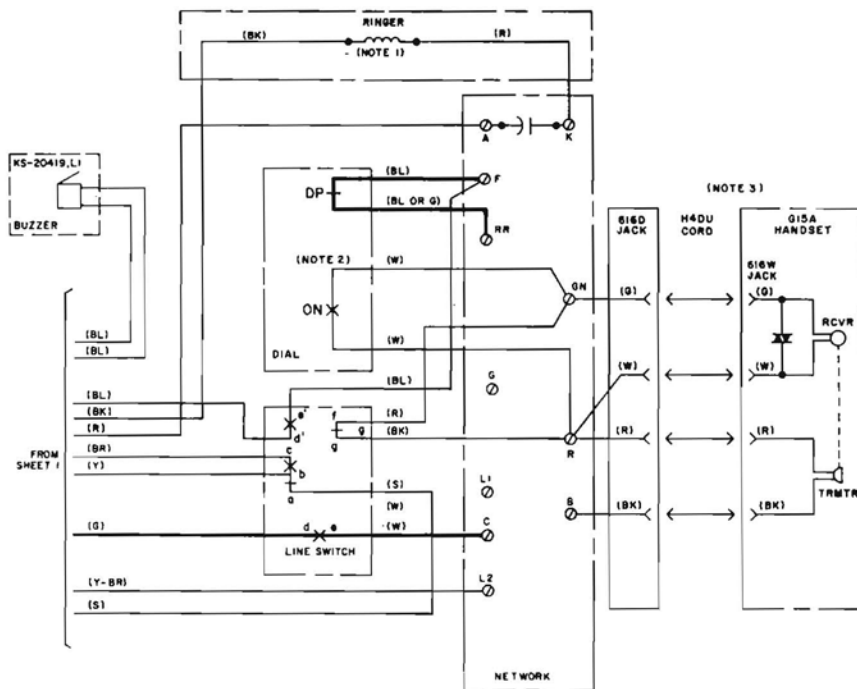 RINGER
(BK)
(R)
(NOTE 1)
A
K
KS-20419,L1
BUZZER
DP
(BL)
F
(BL OR G)
RR
(NOTE 2)
(W)
GN
ON
(W)
DIAL
(NOTE 3)
616D
JACK
H4DU
CORD
G15A
HANDSET
616W
JACK
(G)
(G)
RCVR
(W)
(W)
(BL)
(BL)
(BL)
G
(BL)
(BK)
(R)
FROM
SHEET 1
(BR)
(Y)
e'
d'
c
b
a
f
g
g
(R)
(BK)
R
(R)
(R)
TRMTR
(S)
L1
(W)
B
(BK)
(BK)
(G)
d
e
(W)
C
LINE SWITCH
(Y-BR)
L2
(S)
NETWORK